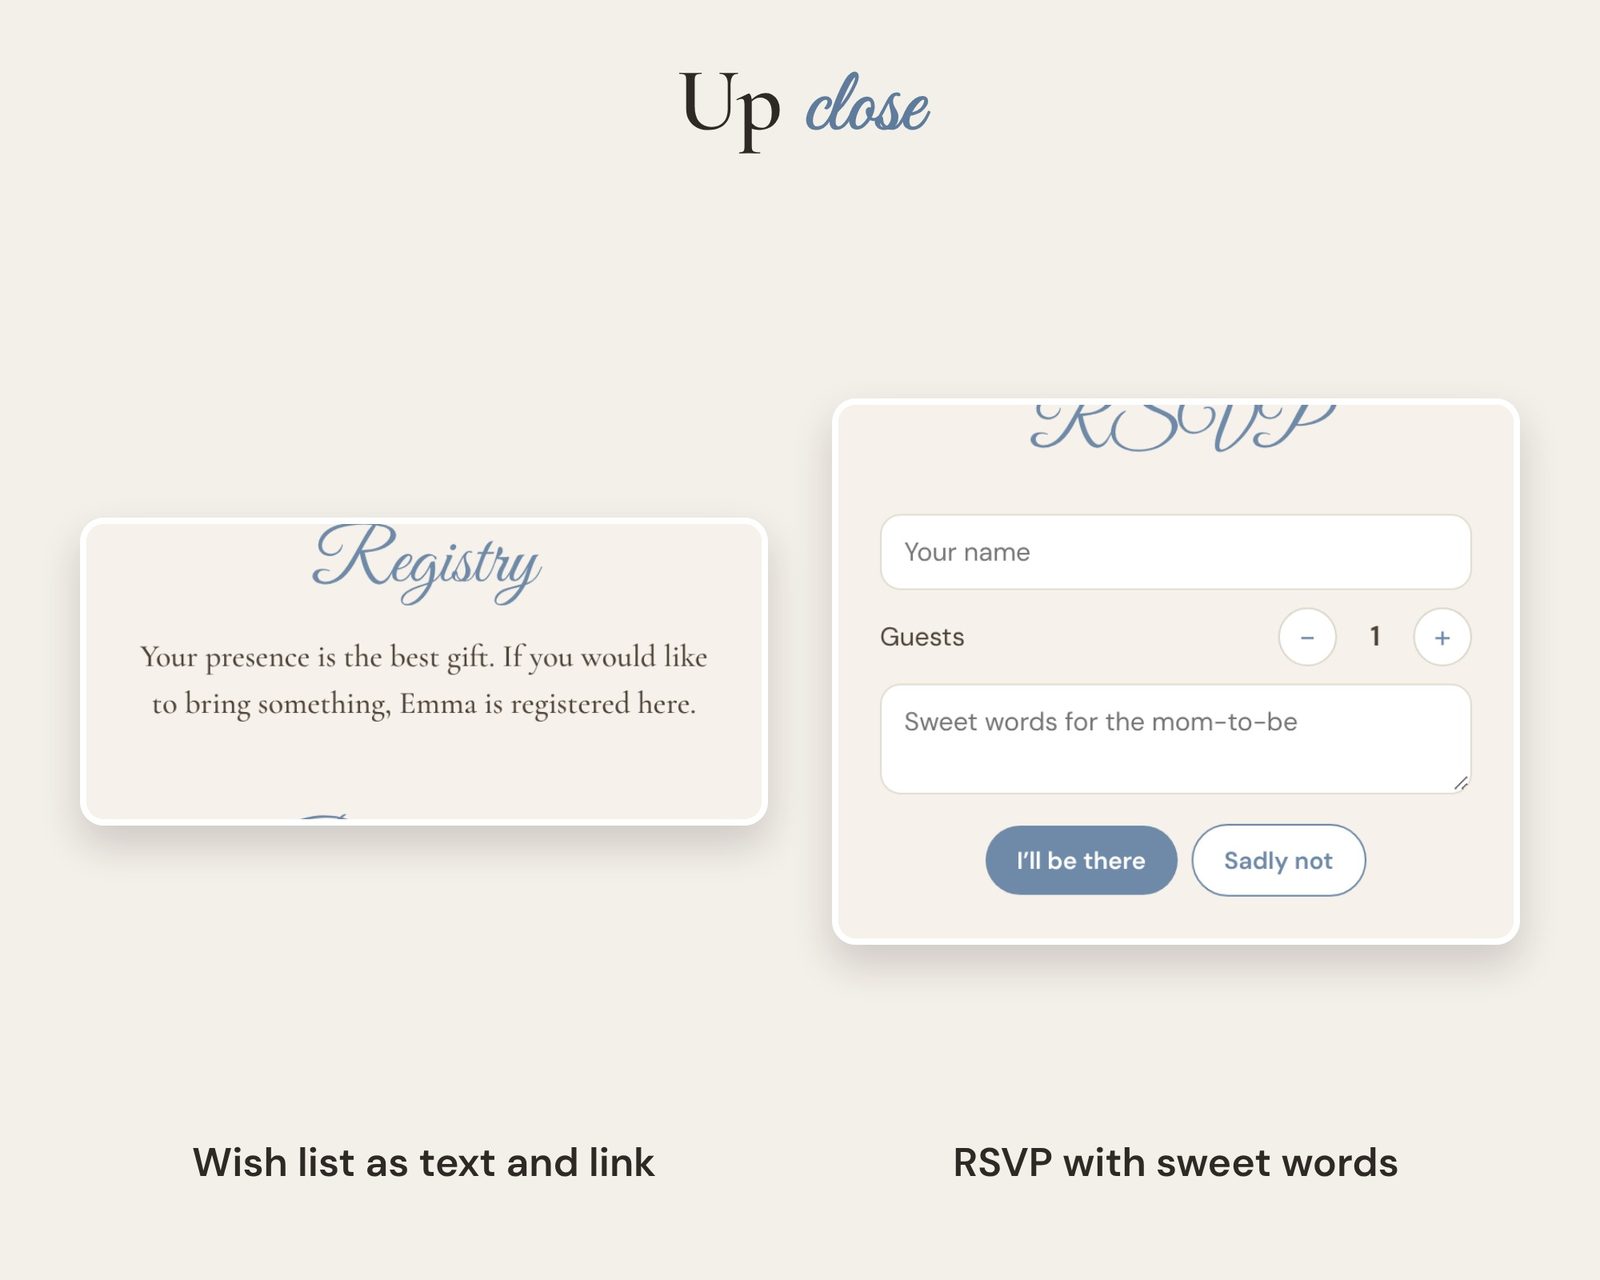 Up close
Registry
Your presence is the best gift. If you would like
to bring something, Emma is registered here.
RSVP
Your name
Guests
− 1 +
Sweet words for the mom-to-be
I’ll be there
Sadly not
Wish list as text and link
RSVP with sweet words